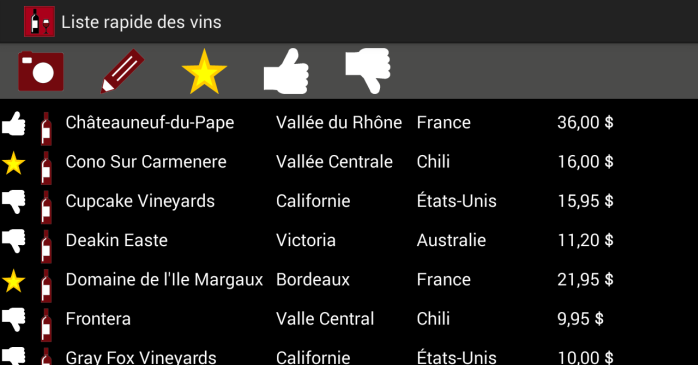 Liste rapide des vins
Châteauneuf-du-Pape Vallée du Rhône France 36,00 $
Cono Sur Carmenere Vallée Centrale Chili 16,00 $
Cupcake Vineyards Californie États-Unis 15,95 $
Deakin Easte Victoria Australie 11,20 $
Domaine de l'Ile Margaux Bordeaux France 21,95 $
Frontera Valle Central Chili 9,95 $
Gray Fox Vineyards Californie États-Unis 10,00 $